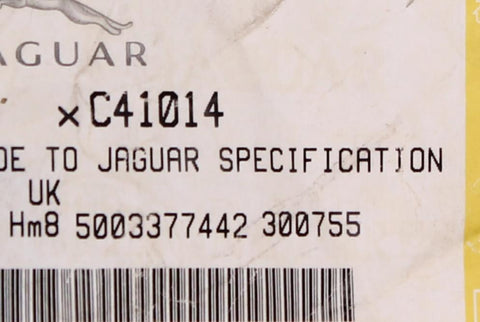 AGUAR
×C41014
DE TO JAGUAR SPECIFICATION
UK
Hm8 5003377442 300755